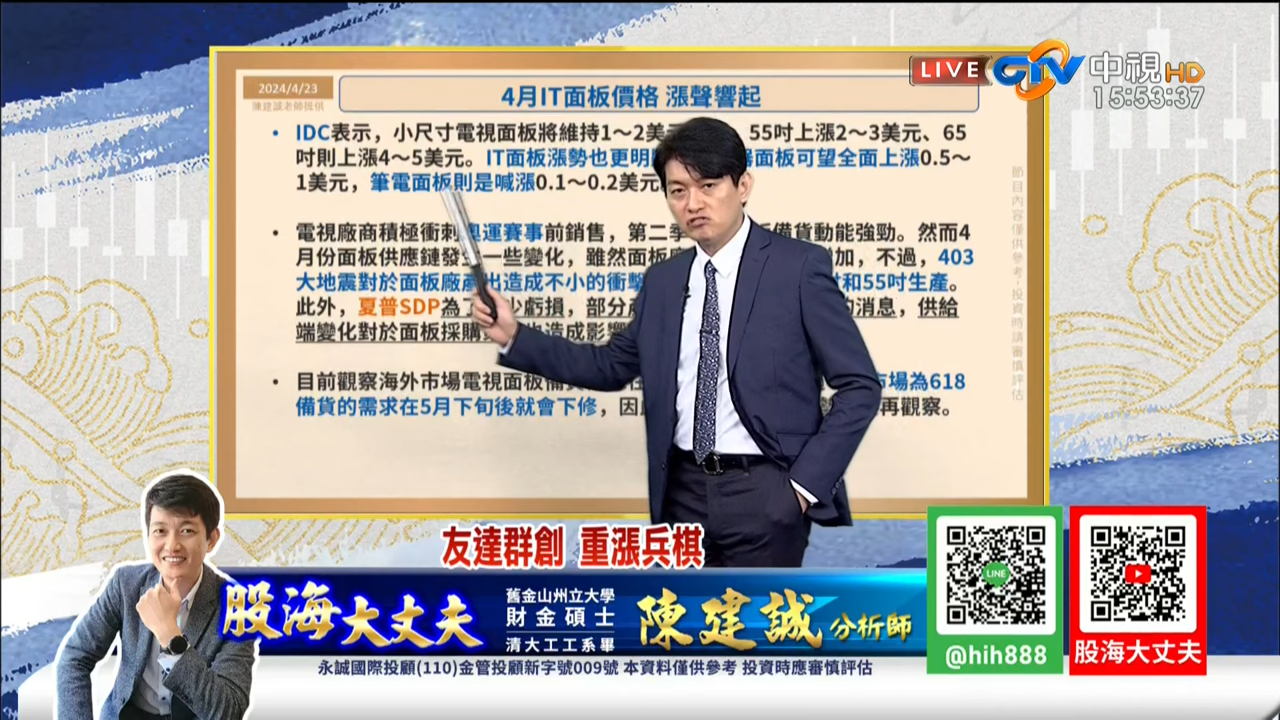 LIVE CTV 中視HD
15:53:37
2024/4/23
陳建誠老師提供
4月IT面板價格 漲聲響起
• IDC表示，小尺寸電視面板將維持1～2美元 55吋上漲2～3美元、65
吋則上漲4～5美元。IT面板漲勢也更明 面板可望全面上漲0.5～
1美元，筆電面板則是喊漲0.1～0.2美元
• 電視廠商積極衝刺奧運賽事前銷售，第二季 備貨動能強勁。然而4
月份面板供應鏈發 一些變化，雖然面板 加，不過，403
大地震對於面板廠產出造成不小的衝擊 和55吋生產。
此外，夏普SDP為了 少虧損，部分 的消息，供給
端變化對於面板採購 也造成影響
• 目前觀察海外市場電視面板備貨 市場為618
備貨的需求在5月下旬後就會下修，因 再觀察。
節目內容僅供參考，投資時請審慎評估
友達群創 重漲兵棋
股海大丈夫
舊金山州立大學
財金碩士
清大工工系畢
陳建誠 分析師
永誠國際投顧(110)金管投顧新字號009號 本資料僅供參考 投資時應審慎評估
LINE
@hih888
股海大丈夫